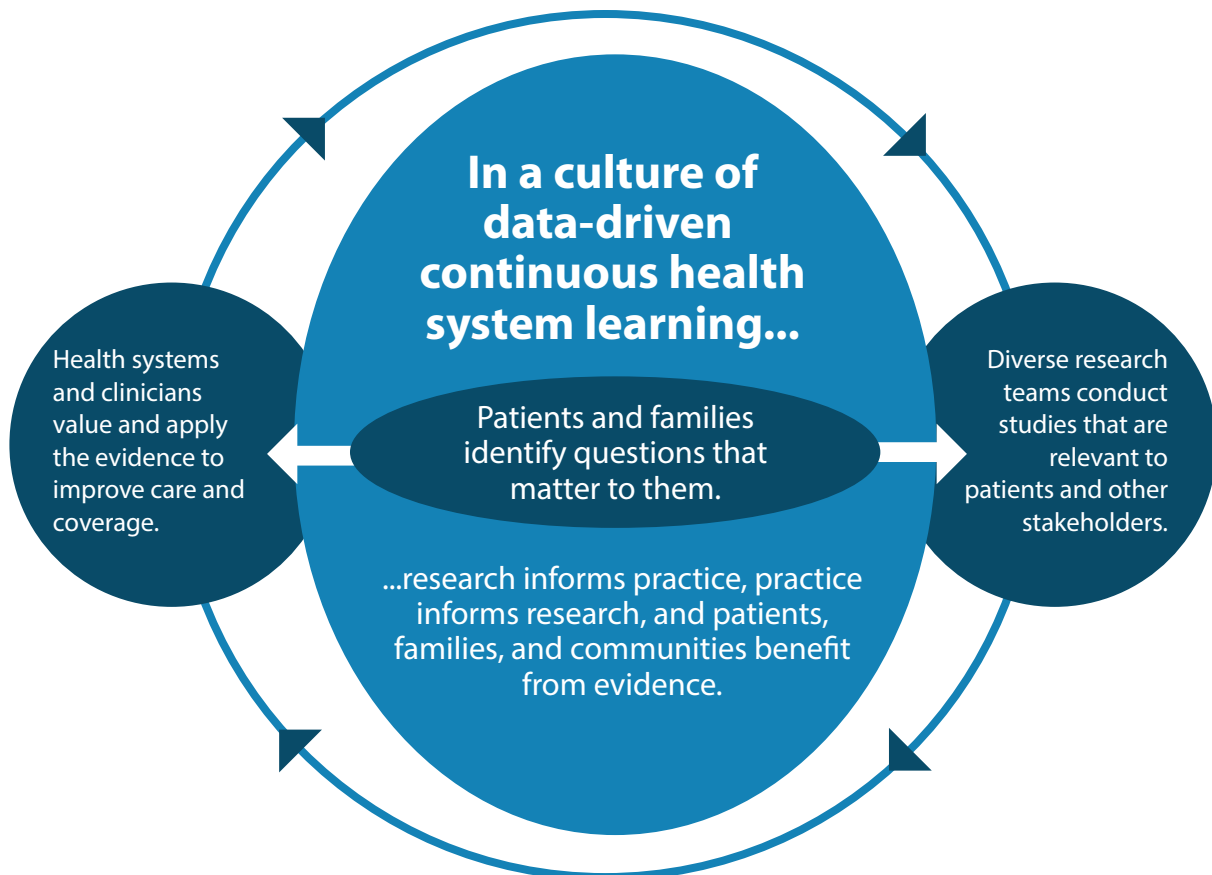 In a culture of
data-driven
continuous health
system learning...
Health systems
and clinicians
value and apply
the evidence to
improve care and
coverage.
Patients and families
identify questions that
matter to them.
Diverse research
teams conduct
studies that are
relevant to
patients and other
stakeholders.
...research informs practice, practice
informs research, and patients,
families, and communities benefit
from evidence.